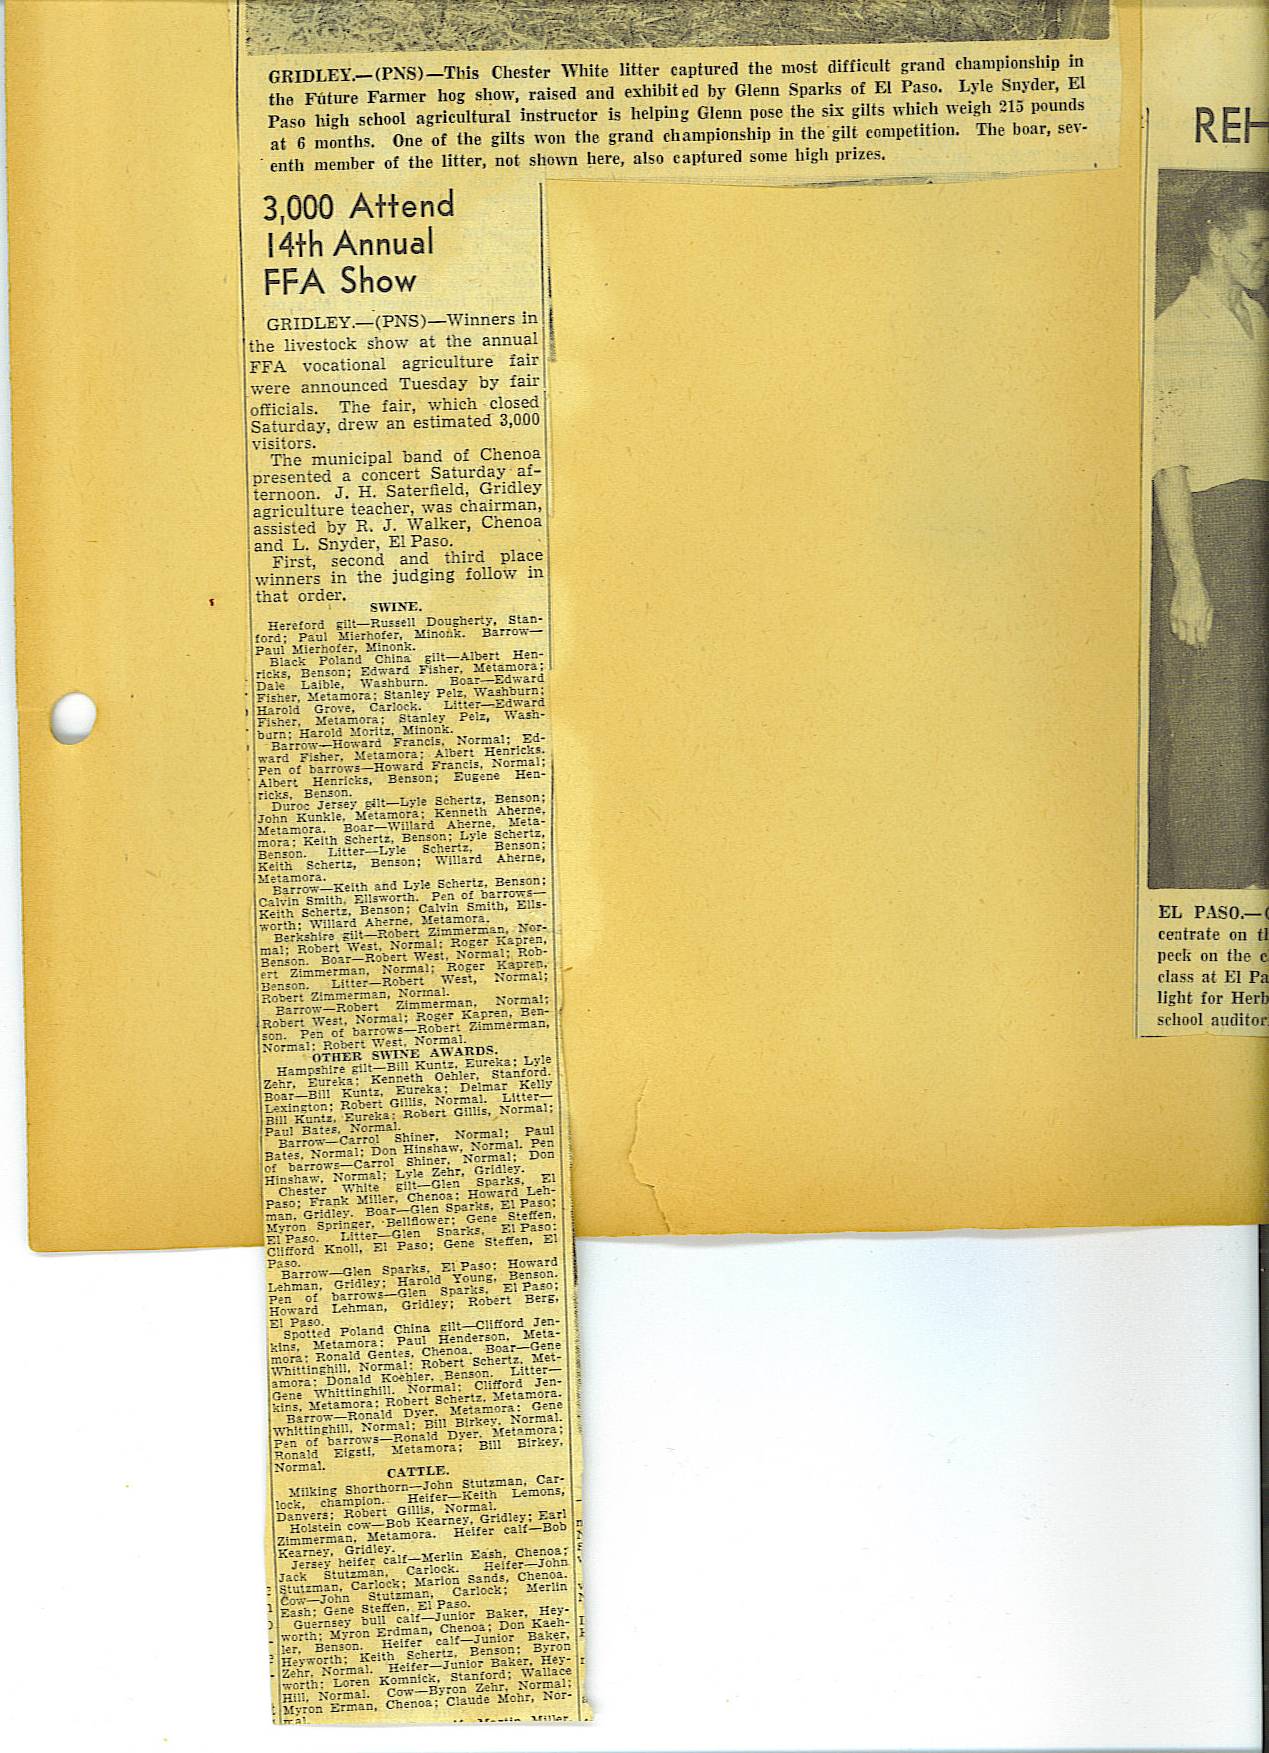 GRIDLEY.—(PNS)—This Chester White litter captured the most difficult grand championship in
the Future Farmer hog show, raised and exhibited by Glenn Sparks of El Paso. Lyle Snyder, El
Paso high school agricultural instructor is helping Glenn pose the six gilts which weigh 215 pounds
at 6 months. One of the gilts won the grand championship in the gilt competition. The boar, sev-
enth member of the litter, not shown here, also captured some high prizes.
3,000 Attend
14th Annual
FFA Show
GRIDLEY.—(PNS)—Winners in
the livestock show at the annual
FFA vocational agriculture fair
were announced Tuesday by fair
officials. The fair, which closed
Saturday, drew an estimated 3,000
visitors.
The municipal band of Chenoa
presented a concert Saturday af-
ternoon. J. H. Saterfield, Gridley
agriculture teacher, was chairman,
assisted by R. J. Walker, Chenoa
and L. Snyder, El Paso.
First, second and third place
winners in the judging follow in
that order.
SWINE.
Hereford gilt—Russell Dougherty, Stan-
ford; Paul Mierhofer, Minonk. Barrow—
Paul Mierhofer, Minonk.
Black Poland China gilt—Albert Hen-
ricks, Benson; Edward Fisher, Metamora;
Dale Laible, Washburn. Boar—Edward
Fisher, Metamora; Stanley Pelz, Washburn;
Harold Grove, Carlock. Litter—Edward
Fisher, Metamora; Stanley Pelz, Wash-
burn; Harold Moritz, Minonk.
Barrow—Howard Francis, Normal; Ed-
ward Fisher, Metamora; Albert Henricks.
Pen of barrows—Howard Francis, Normal;
Albert Henricks, Benson; Eugene Hen-
ricks, Benson.
Duroc Jersey gilt—Lyle Schertz, Benson;
John Kunkle, Metamora; Kenneth Aherne,
Metamora. Boar—Willard Aherne, Meta-
mora; Keith Schertz, Benson; Lyle Schertz,
Benson. Litter—Lyle Schertz, Benson;
Keith Schertz, Benson; Willard Aherne,
Metamora.
Barrow—Keith and Lyle Schertz, Benson;
Calvin Smith, Ellsworth. Pen of barrows—
Keith Schertz, Benson; Calvin Smith, Ells-
worth; Willard Aherne, Metamora.
Berkshire gilt—Robert Zimmerman, Nor-
mal; Robert West, Normal; Roger Kapren,
Benson. Boar—Robert West, Normal; Rob-
ert Zimmerman, Normal; Roger Kapren,
Benson. Litter—Robert West, Normal;
Robert Zimmerman, Normal.
Barrow—Robert Zimmerman, Normal;
Robert West, Normal; Roger Kapren, Ben-
son. Pen of barrows—Robert Zimmerman,
Normal; Robert West, Normal.
OTHER SWINE AWARDS.
Hampshire gilt—Bill Kuntz, Eureka; Lyle
Zehr, Eureka; Kenneth Oehler, Stanford.
Boar—Bill Kuntz, Eureka; Delmar Kelly
Lexington; Robert Gillis, Normal. Litter—
Bill Kuntz, Eureka; Robert Gillis, Normal;
Paul Bates, Normal.
Barrow—Carrol Shiner, Normal; Paul
Bates, Normal; Don Hinshaw, Normal. Pen
of barrows—Carrol Shiner, Normal; Don
Hinshaw, Normal; Lyle Zehr, Gridley.
Chester White gilt—Glen Sparks, El
Paso; Frank Miller, Chenoa; Howard Leh-
man, Gridley. Boar—Glen Sparks, El Paso;
Myron Springer, Bellflower; Gene Steffen,
El Paso. Litter—Glen Sparks, El Paso;
Clifford Knoll, El Paso; Gene Steffen, El
Paso.
Barrow—Glen Sparks, El Paso; Howard
Lehman, Gridley; Harold Young, Benson.
Pen of barrows—Glen Sparks, El Paso;
Howard Lehman, Gridley; Robert Berg,
El Paso.
Spotted Poland China gilt—Clifford Jen-
kins, Metamora; Paul Henderson, Meta-
mora; Ronald Gentes, Chenoa. Boar—Gene
Whittinghill, Normal; Robert Schertz, Met-
amora; Donald Koehler, Benson. Litter—
Gene Whittinghill, Normal; Clifford Jen-
kins, Metamora; Robert Schertz, Metamora.
Barrow—Ronald Dyer, Metamora; Gene
Whittinghill, Normal; Bill Birkey, Normal.
Pen of barrows—Ronald Dyer, Metamora;
Ronald Eigsti, Metamora; Bill Birkey,
Normal.
CATTLE.
Milking Shorthorn—John Stutzman, Car-
lock, champion. Heifer—Keith Lemons,
Danvers; Robert Gillis, Normal.
Holstein cow—Bob Kearney, Gridley; Earl
Zimmerman, Metamora. Heifer calf—Bob
Kearney, Gridley.
Jersey heifer calf—Merlin Eash, Chenoa;
Jack Stutzman, Carlock. Heifer—John
Stutzman, Carlock; Marion Sands, Chenoa.
Cow—John Stutzman, Carlock; Merlin
Eash; Gene Steffen, El Paso.
Guernsey bull calf—Junior Baker, Hey-
worth; Myron Erdman, Chenoa; Don Kaeh-
ler, Benson. Heifer calf—Junior Baker,
Heyworth; Keith Schertz, Benson; Byron
Zehr, Normal. Heifer—Junior Baker, Hey-
worth; Loren Komnick, Stanford; Wallace
Hill, Normal. Cow—Byron Zehr, Normal;
Myron Erman, Chenoa; Claude Mohr, Nor-
mal.
Miller,
REH
EL PASO.—
centrate on
peck on the
class at El Pa
light for Herb
school auditor